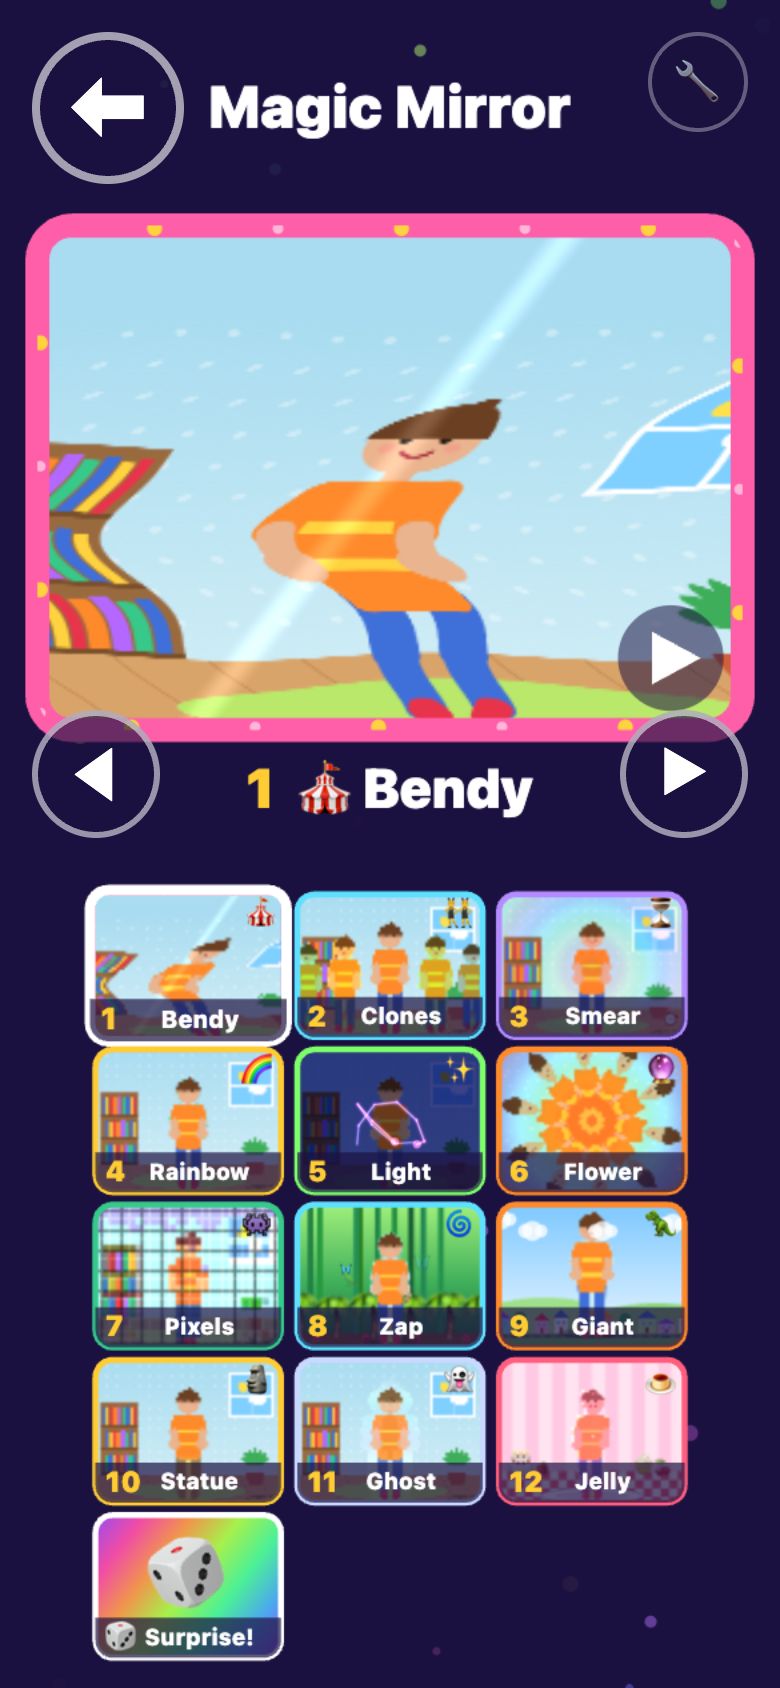 Magic Mirror
1 Bendy
1 Bendy
2 Clones
3 Smear
4 Rainbow
5 Light
6 Flower
7 Pixels
8 Zap
9 Giant
10 Statue
11 Ghost
12 Jelly
Surprise!